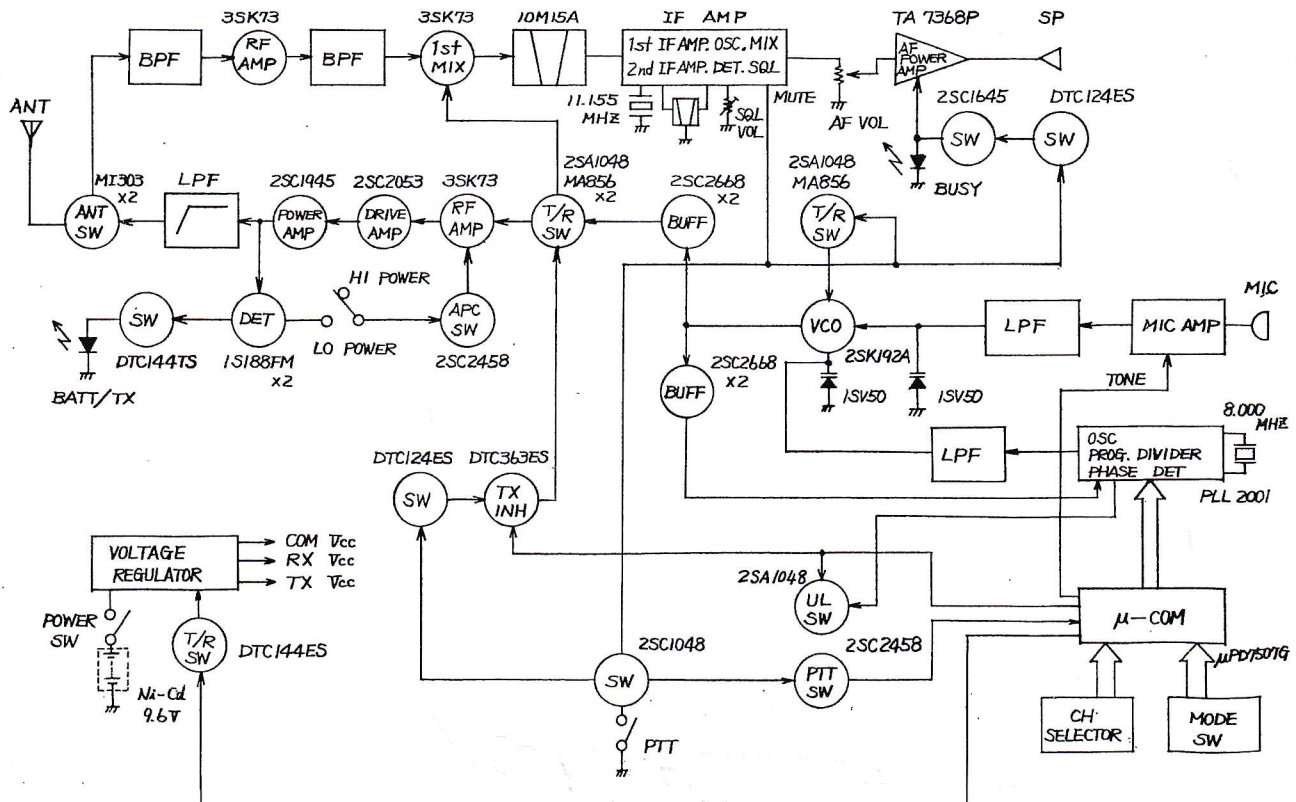 3SK73
3SK73
10M15A
IF AMP
TA 7368P
SP
BPF
RF
AMP
BPF
1st
MIX
1st IF AMP. OSC. MIX
2nd IF AMP. DET. SQL
AF
POWER
AMP
11.155
MHZ
SQL
VOL
MUTE
AF VOL
2SC1645
DTC124ES
SW
SW
BUSY
ANT
MI303
x2
LPF
2SC1945
2SC2053
3SK73
2SA1048
MA856
x2
2SC2668
x2
2SA1048
MA856
ANT
SW
POWER
AMP
DRIVE
AMP
RF
AMP
T/R
SW
BUFF
T/R
SW
HI POWER
LO POWER
SW
DET
APC
SW
DTC144TS
1S188FM
x2
2SC2458
BATT/TX
VCO
2SK192A
LPF
MIC AMP
MIC
2SC2668
x2
BUFF
1SV50
1SV50
TONE
8.000
MHZ
LPF
OSC
PROG. DIVIDER
PHASE DET
PLL 2001
DTC124ES
DTC363ES
SW
TX
INH
VOLTAGE
REGULATOR
COM Vcc
RX Vcc
TX Vcc
POWER
SW
T/R
SW
DTC144ES
Ni-Cd
9.6V
2SA1048
UL
SW
2SC1048
SW
PTT
2SC2458
PTT
SW
μ-COM
μPD7507G
CH
SELECTOR
MODE
SW